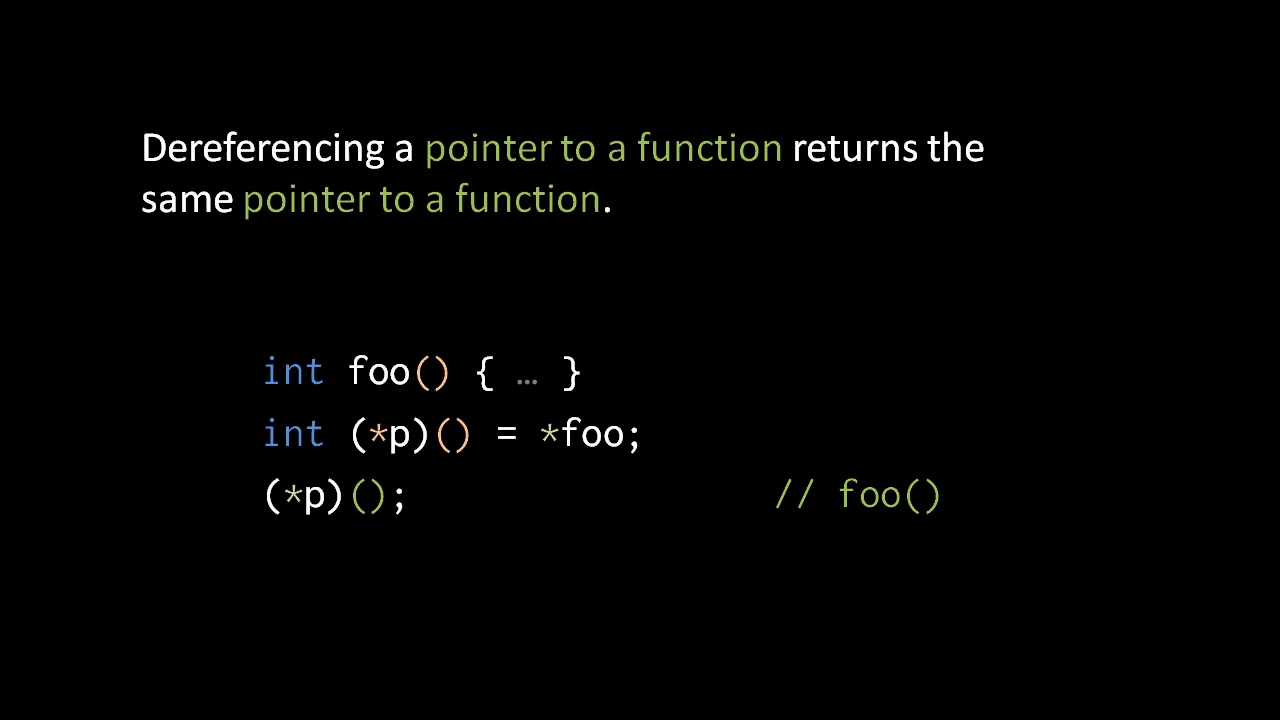 Dereferencing a pointer to a function returns the
same pointer to a function.
int foo() { … }
int (*p)() = *foo;
(*p)(); // foo()